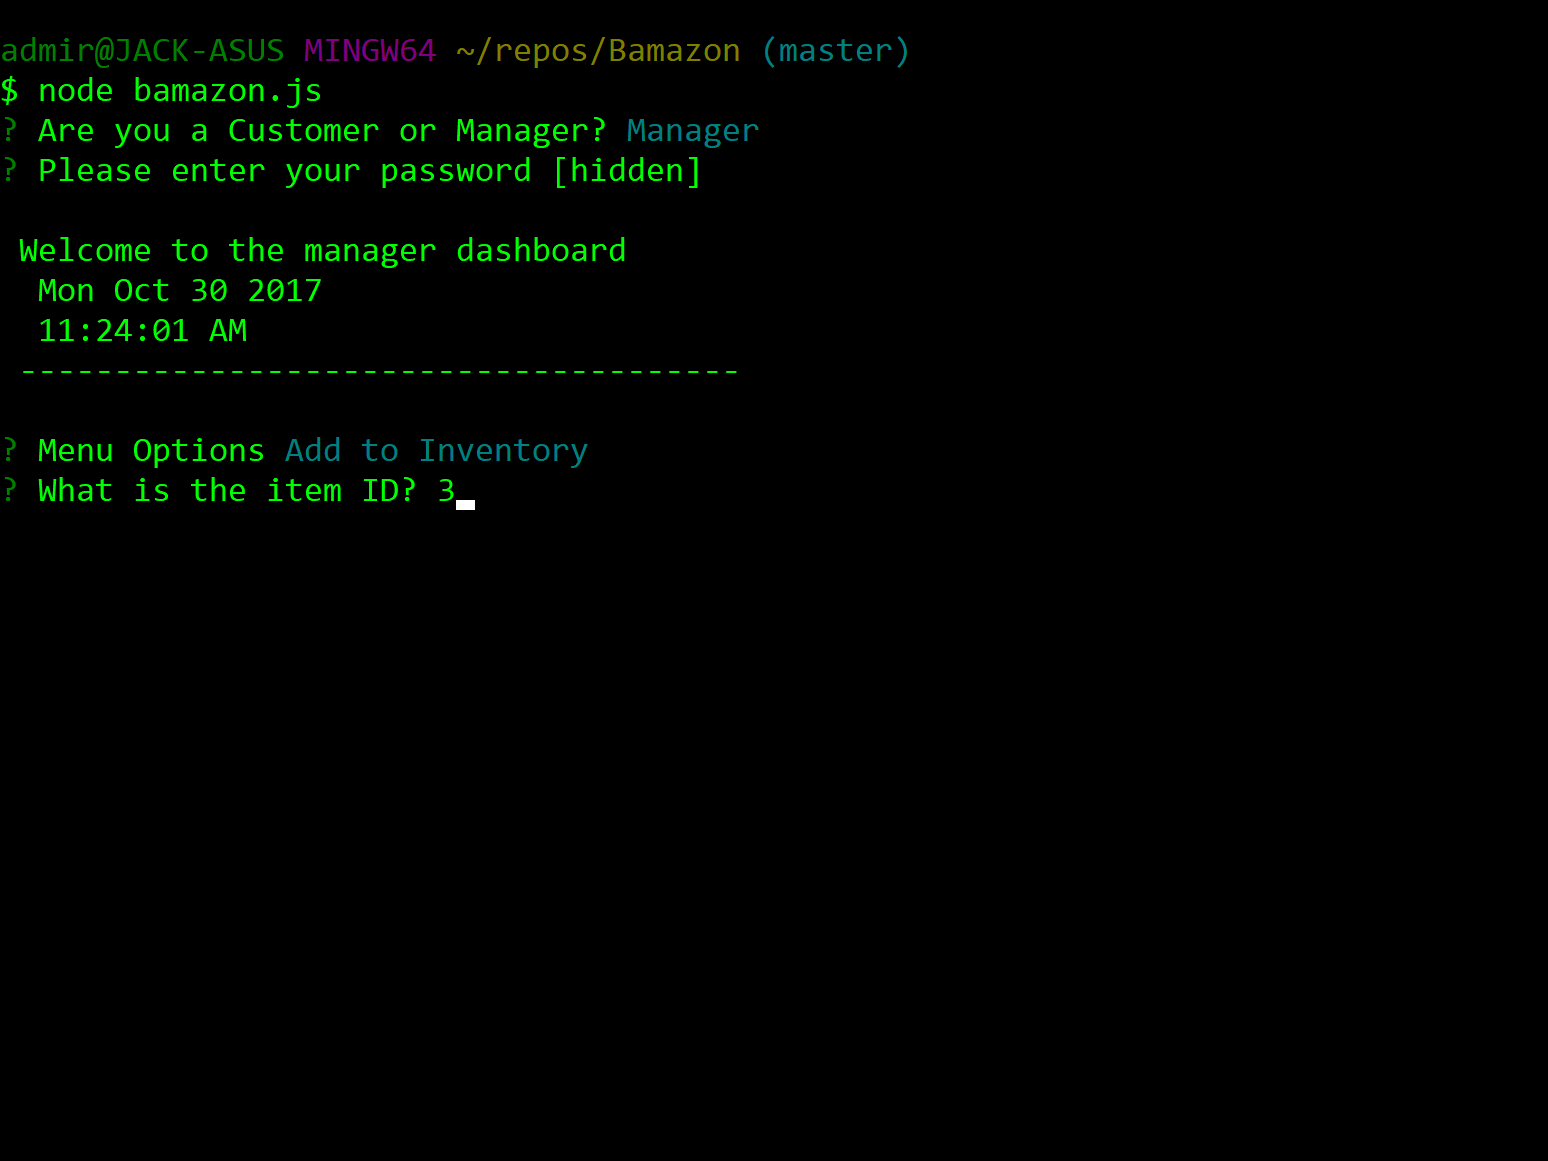 admir@JACK-ASUS MINGW64 ~/repos/Bamazon (master)
$ node bamazon.js
? Are you a Customer or Manager? Manager
? Please enter your password [hidden]
Welcome to the manager dashboard
Mon Oct 30 2017
11:24:01 AM
--------------------------------------
? Menu Options Add to Inventory
? What is the item ID? 3